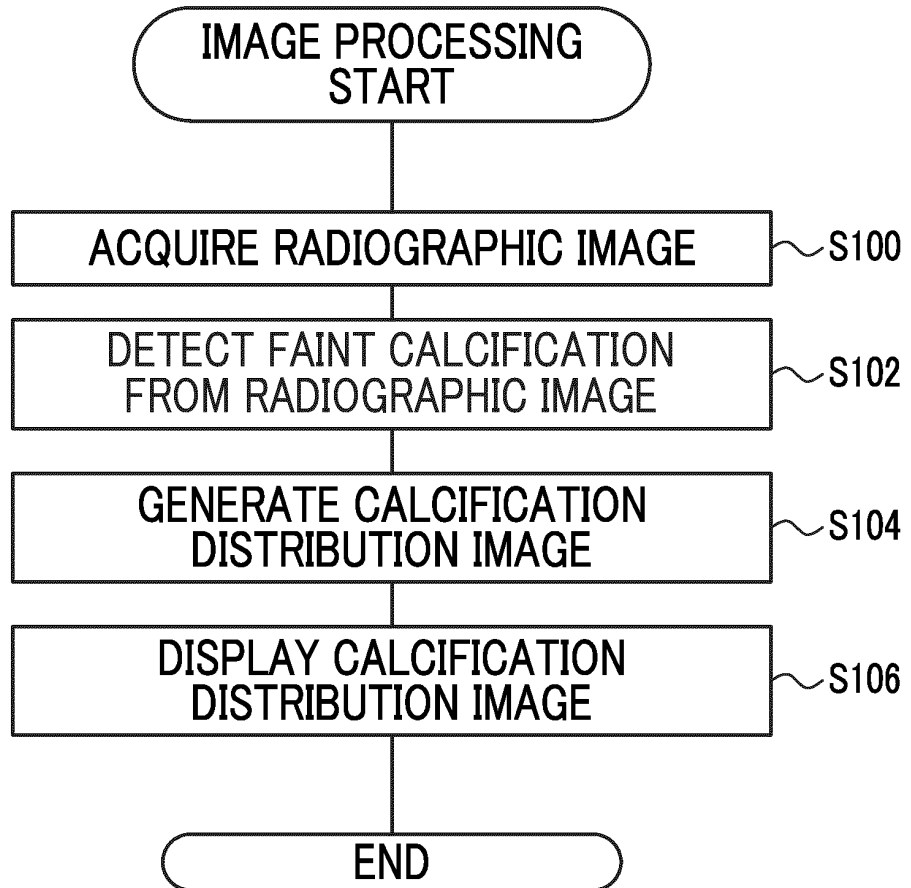 IMAGE PROCESSING
START
ACQUIRE RADIOGRAPHIC IMAGE
S100
DETECT FAINT CALCIFICATION
FROM RADIOGRAPHIC IMAGE
S102
GENERATE CALCIFICATION
DISTRIBUTION IMAGE
S104
DISPLAY CALCIFICATION
DISTRIBUTION IMAGE
S106
END